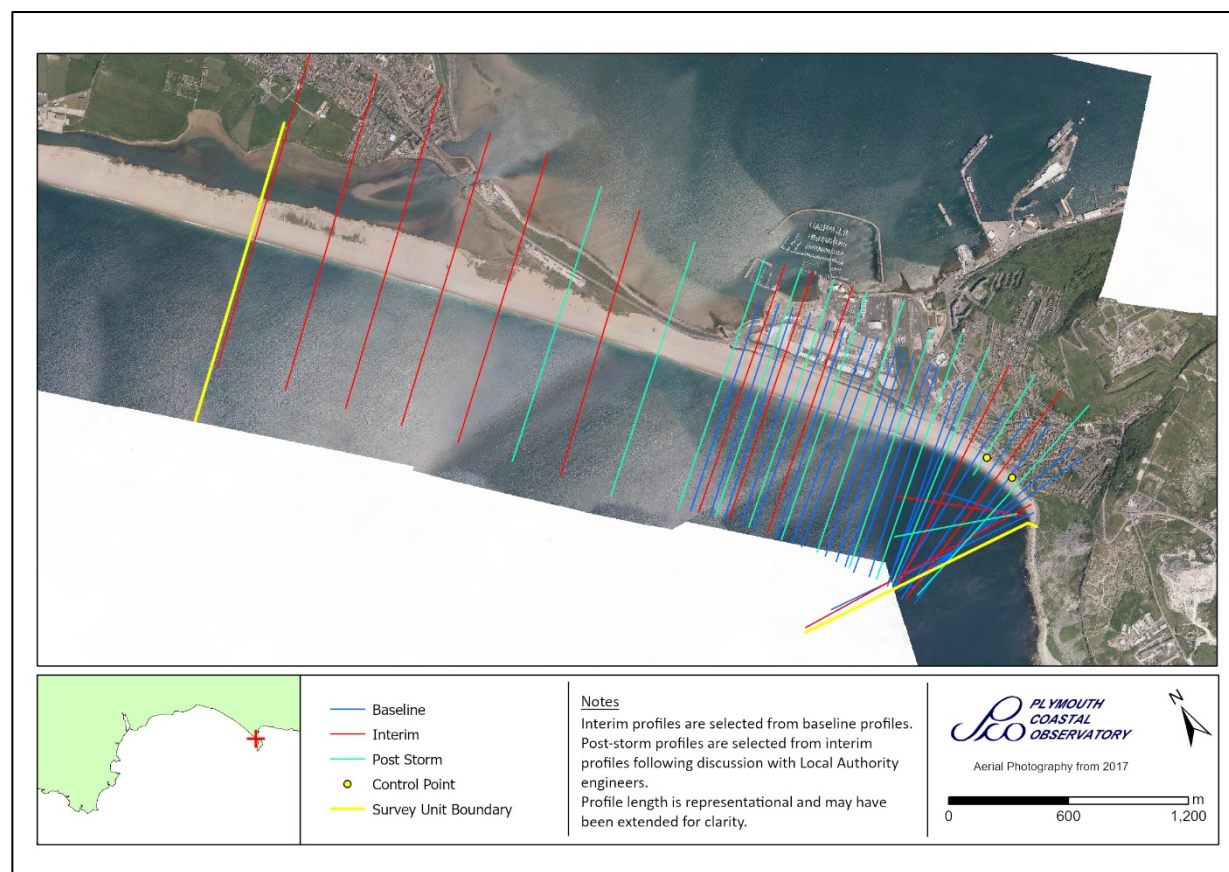 Baseline
Interim
Post Storm
Control Point
Survey Unit Boundary
Notes
Interim profiles are selected from baseline profiles.
Post-storm profiles are selected from interim
profiles following discussion with Local Authority
engineers.
Profile length is representational and may have
been extended for clarity.
PLYMOUTH
COASTAL
OBSERVATORY
Aerial Photography from 2017
N
m
0 600 1,200